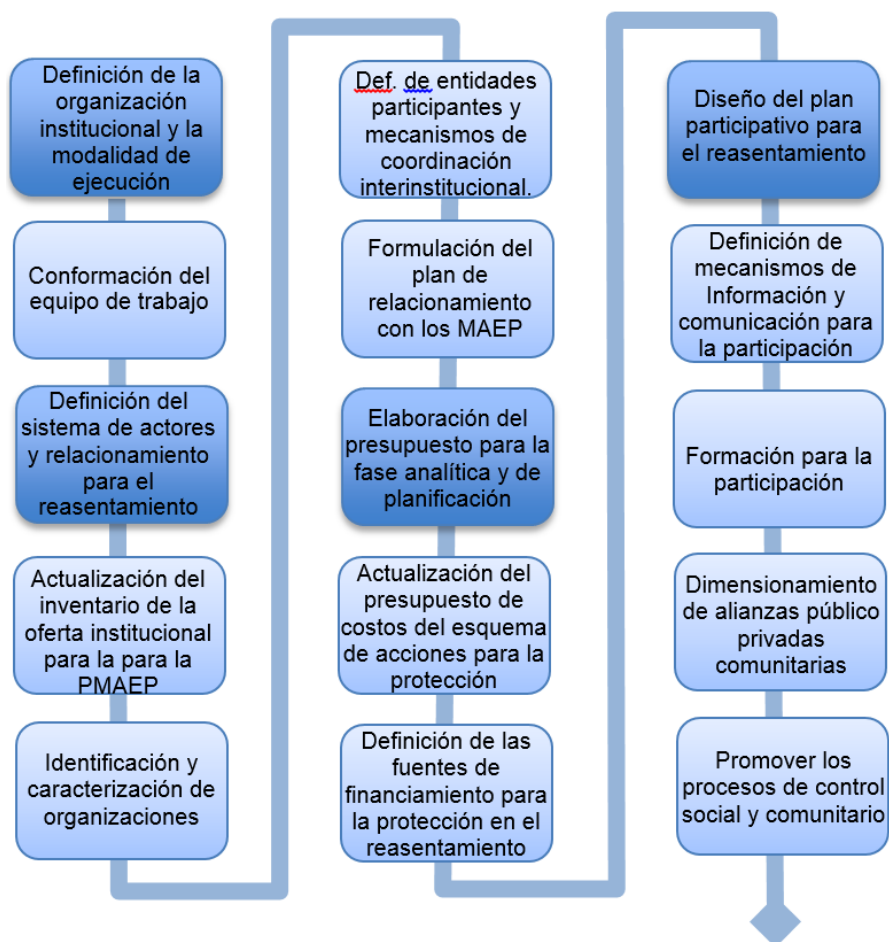 Definición de la
organización
institucional y la
modalidad de
ejecución
Conformación del
equipo de trabajo
Definición del
sistema de actores
y relacionamiento
para el
reasentamiento
Actualización del
inventario de la
oferta institucional
para la para la
PMAEP
Identificación y
caracterización de
organizaciones
Def. de entidades
participantes y
mecanismos de
coordinación
interinstitucional.
Formulación del
plan de
relacionamiento
con los MAEP
Elaboración del
presupuesto para la
fase analítica y de
planificación
Actualización del
presupuesto de
costos del esquema
de acciones para la
protección
Definición de las
fuentes de
financiamiento para
la protección en el
reasentamiento
Diseño del plan
participativo para
el reasentamiento
Definición de
mecanismos de
Información y
comunicación para
la participación
Formación para la
participación
Dimensionamiento
de alianzas público
privadas
comunitarias
Promover los
procesos de control
social y comunitario